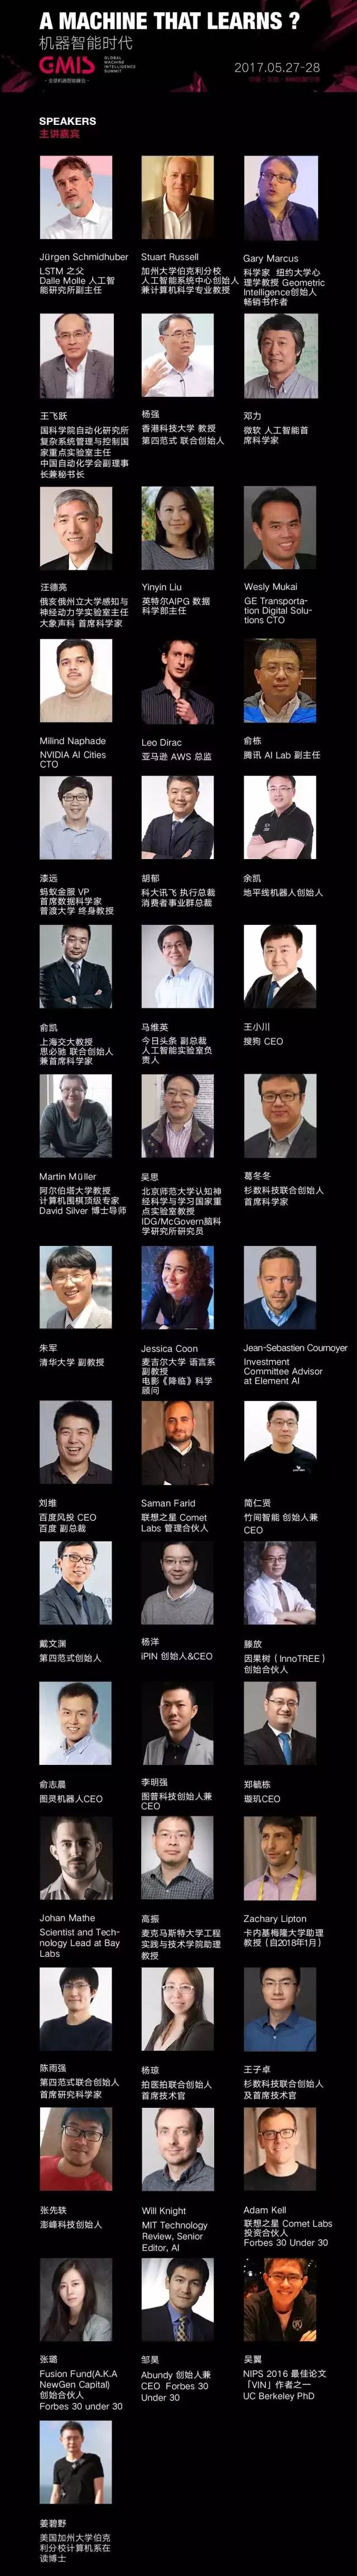 A MACHINE THAT LEARNS ?
机器智能时代
GMIS
GLOBAL
MACHINE
INTELLIGENCE
SUMMIT
2017.05.27-28
SPEAKERS
主讲嘉宾
Jürgen Schmidhuber
LSTM 之父
Dalle Molle 人工智
能研究所副主任
Stuart Russell
加州大学伯克利分校
人工智能系统中心创始人
兼计算机科学专业教授
Gary Marcus
科学家 纽约大学心
理学教授 Geometric
Intelligence创始人
畅销书作者
王飞跃
国科学院自动化研究所
复杂系统管理与控制国
家重点实验室主任
中国自动化学会副理事
长兼秘书长
杨强
香港科技大学 教授
第四范式 联合创始人
邓力
微软 人工智能首
席科学家
汪德亮
俄亥俄州立大学感知与
神经动力学实验室主任
大象声科 首席科学家
Yinyin Liu
英特尔AIPG 数据
科学部主任
Wesly Mukai
GE Transporta-
tion Digital Solu-
tions CTO
Milind Naphade
NVIDIA AI Cities
CTO
Leo Dirac
亚马逊 AWS 总监
俞栋
腾讯 AI Lab 副主任
漆远
蚂蚁金服 VP
首席数据科学家
普渡大学 终身教授
胡郁
科大讯飞 执行总裁
消费者事业群总裁
余凯
地平线机器人创始人
俞凯
上海交大教授
思必驰 联合创始人
兼首席科学家
马维英
今日头条 副总裁
人工智能实验室负
责人
王小川
搜狗 CEO
Martin Müller
阿尔伯塔大学教授
计算机围棋顶级专家
David Silver 博士导师
吴思
北京师范大学认知神
经科学与学习国家重
点实验室教授
IDG/McGovern脑科
学研究所研究员
葛冬冬
杉数科技联合创始人
首席科学家
朱军
清华大学 副教授
Jessica Coon
麦吉尔大学 语言系
副教授
电影《降临》科学
顾问
Jean-Sebastien Cournoyer
Investment
Committee Advisor
at Element AI
刘维
百度风投 CEO
百度 副总裁
Saman Farid
联想之星 Comet
Labs 管理合伙人
简仁贤
竹间智能 创始人兼
CEO
戴文渊
第四范式创始人
杨洋
iPIN 创始人&CEO
滕放
因果树（InnoTREE）
创始合伙人
俞志晨
图灵机器人CEO
李明强
图普科技创始人兼
CEO
郑毓栋
璇玑CEO
Johan Mathe
Scientist and Tech-
nology Lead at Bay
Labs
高振
麦克马斯特大学工程
实践与技术学院助理
教授
Zachary Lipton
卡内基梅隆大学助理
教授（自2018年1月）
陈雨强
第四范式联合创始人
首席研究科学家
杨琼
拍医拍联合创始人
首席技术官
王子卓
杉数科技联合创始人
及首席技术官
张先轶
澎峰科技创始人
Will Knight
MIT Technology
Review, Senior
Editor, AI
Adam Kell
联想之星 Comet Labs
投资合伙人
Forbes 30 Under 30
张璐
Fusion Fund(A.K.A
NewGen Capital)
创始合伙人
Forbes 30 under 30
邹昊
Abundy 创始人兼
CEO Forbes 30
Under 30
吴翼
NIPS 2016 最佳论文
「VIN」作者之一
UC Berkeley PhD
姜碧野
美国加州大学伯克
利分校计算机系在
读博士